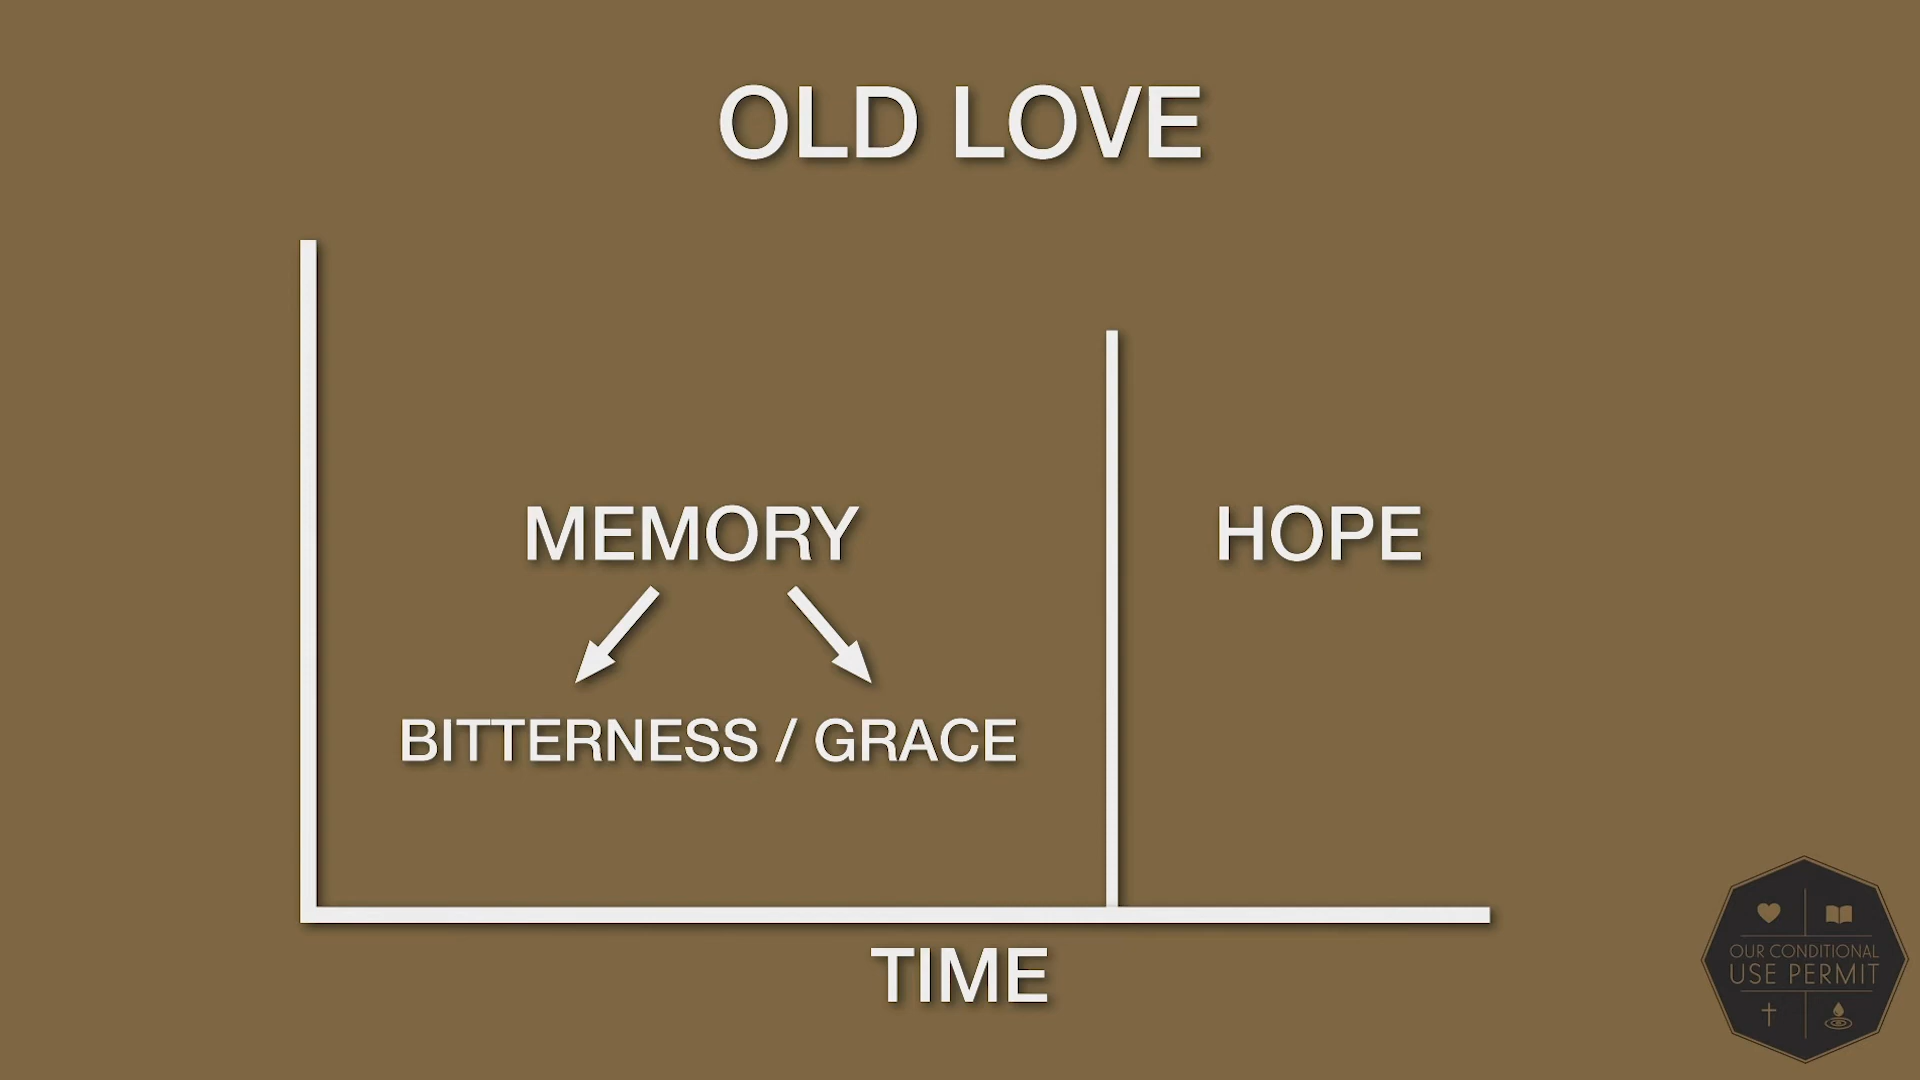 OLD LOVE
MEMORY
HOPE
BITTERNESS / GRACE
TIME
OUR CONDITIONAL
USE PERMIT